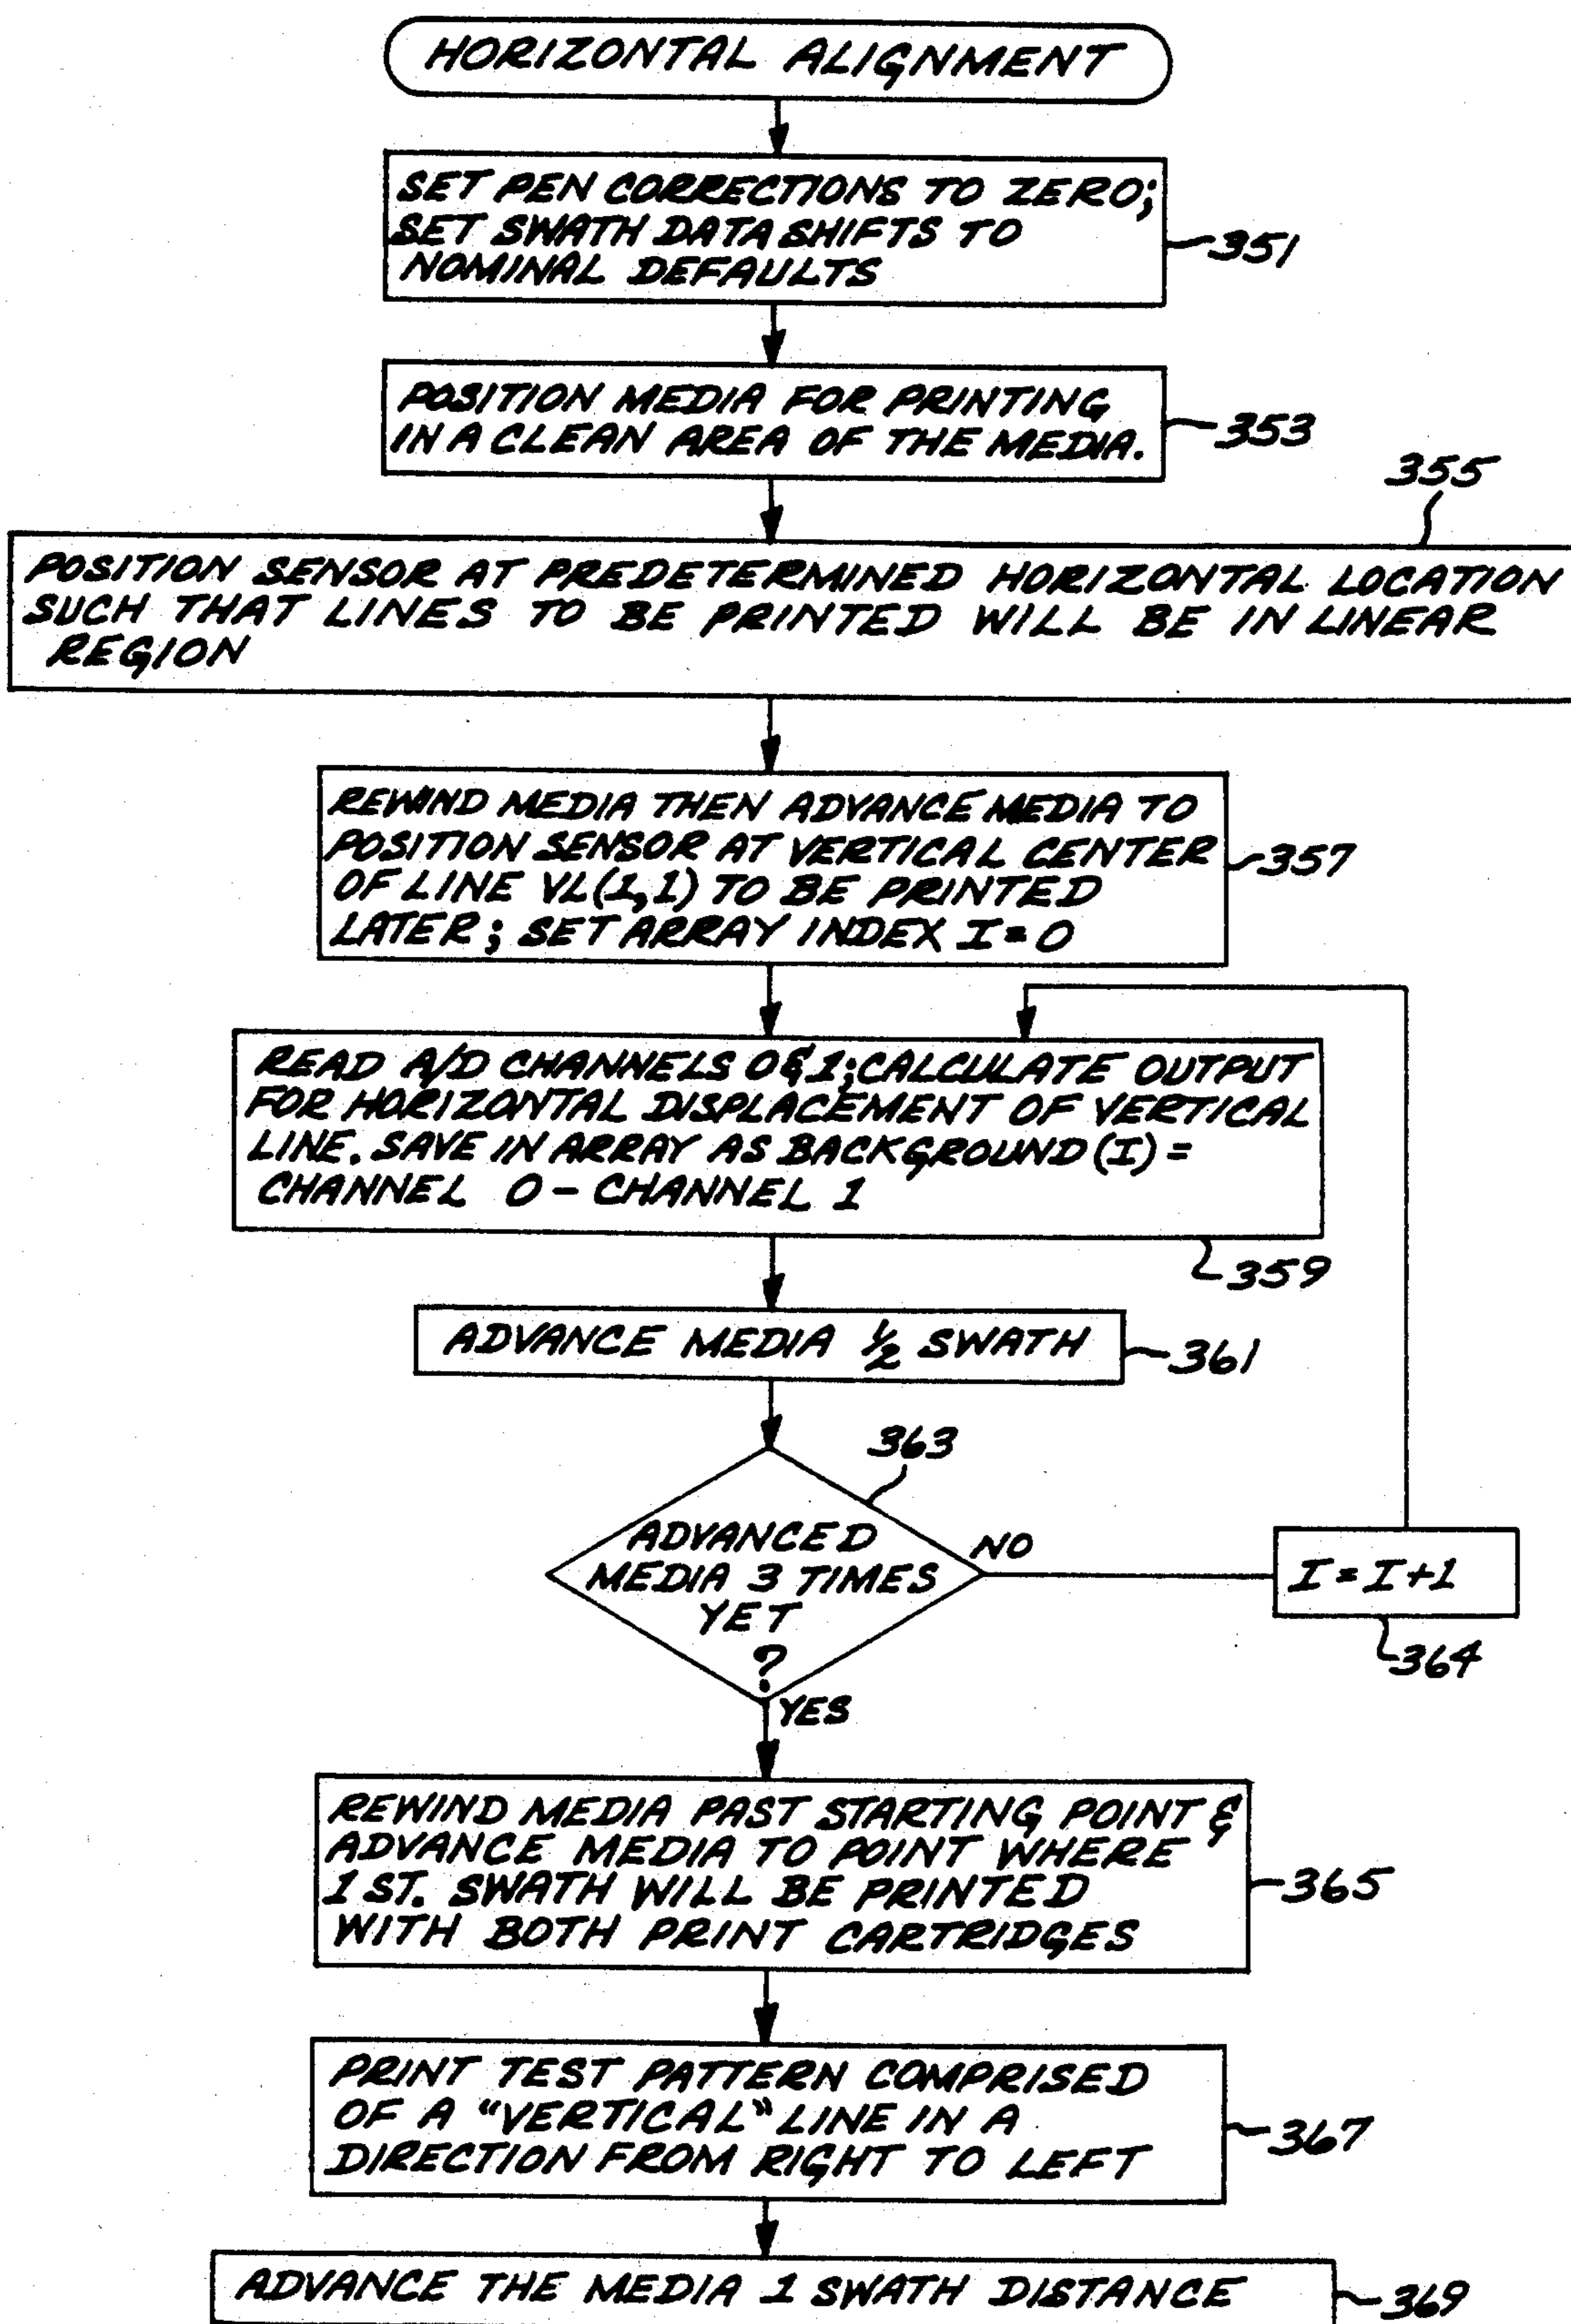 HORIZONTAL ALIGNMENT
SET PEN CORRECTIONS TO ZERO;
SET SWATH DATA SHIFTS TO
NOMINAL DEFAULTS
351
POSITION MEDIA FOR PRINTING
IN A CLEAN AREA OF THE MEDIA.
353
355
POSITION SENSOR AT PREDETERMINED HORIZONTAL LOCATION
SUCH THAT LINES TO BE PRINTED WILL BE IN LINEAR
REGION
REWIND MEDIA THEN ADVANCE MEDIA TO
POSITION SENSOR AT VERTICAL CENTER
OF LINE VL(1,1) TO BE PRINTED
LATER; SET ARRAY INDEX I=0
357
READ A/D CHANNELS 0&1; CALCULATE OUTPUT
FOR HORIZONTAL DISPLACEMENT OF VERTICAL
LINE. SAVE IN ARRAY AS BACKGROUND (I) =
CHANNEL 0 - CHANNEL 1
359
ADVANCE MEDIA ½ SWATH
361
363
ADVANCED
MEDIA 3 TIMES
YET
?
NO
I=I+1
364
YES
REWIND MEDIA PAST STARTING POINT &
ADVANCE MEDIA TO POINT WHERE
1 ST. SWATH WILL BE PRINTED
WITH BOTH PRINT CARTRIDGES
365
PRINT TEST PATTERN COMPRISED
OF A "VERTICAL" LINE IN A
DIRECTION FROM RIGHT TO LEFT
367
ADVANCE THE MEDIA 1 SWATH DISTANCE
369